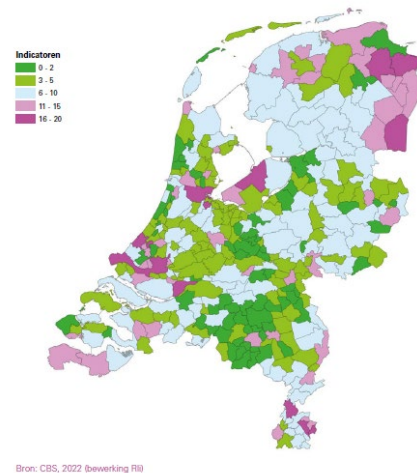 Indicatoren
0 - 2
3 - 5
6 - 10
11 - 15
16 - 20
Bron: CBS, 2022 (bewerking Rli)